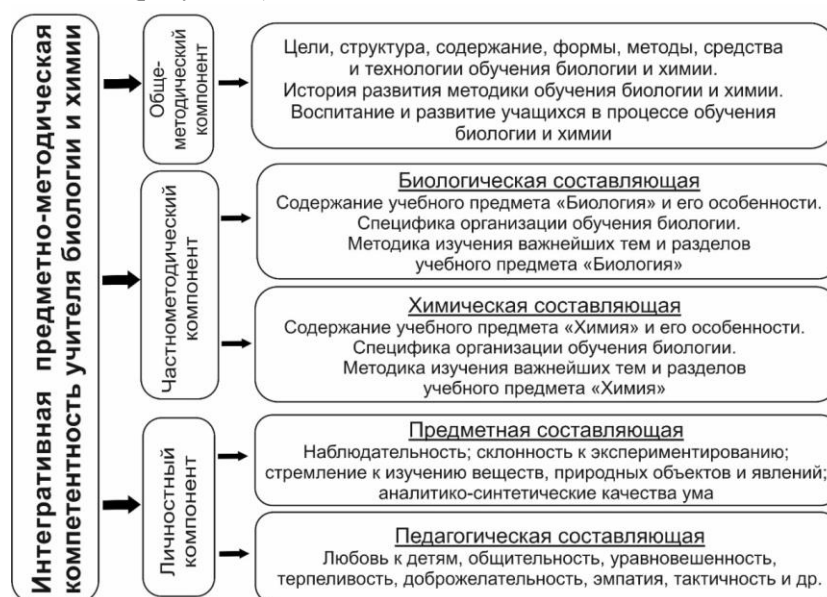 Интегративная предметно-методическая
компетентность учителя биологии и химии
Обще-
методический
компонент
Цели, структура, содержание, формы, методы, средства
и технологии обучения биологии и химии.
История развития методики обучения биологии и химии.
Воспитание и развитие учащихся в процессе обучения
биологии и химии
Частнометодический
компонент
Биологическая составляющая
Содержание учебного предмета «Биология» и его особенности.
Специфика организации обучения биологии.
Методика изучения важнейших тем и разделов
учебного предмета «Биология»
Химическая составляющая
Содержание учебного предмета «Химия» и его особенности.
Специфика организации обучения биологии.
Методика изучения важнейших тем и разделов
учебного предмета «Химия»
Личностный
компонент
Предметная составляющая
Наблюдательность; склонность к экспериментированию;
стремление к изучению веществ, природных объектов и явлений;
аналитико-синтетические качества ума
Педагогическая составляющая
Любовь к детям, общительность, уравновешенность,
терпеливость, доброжелательность, эмпатия, тактичность и др.